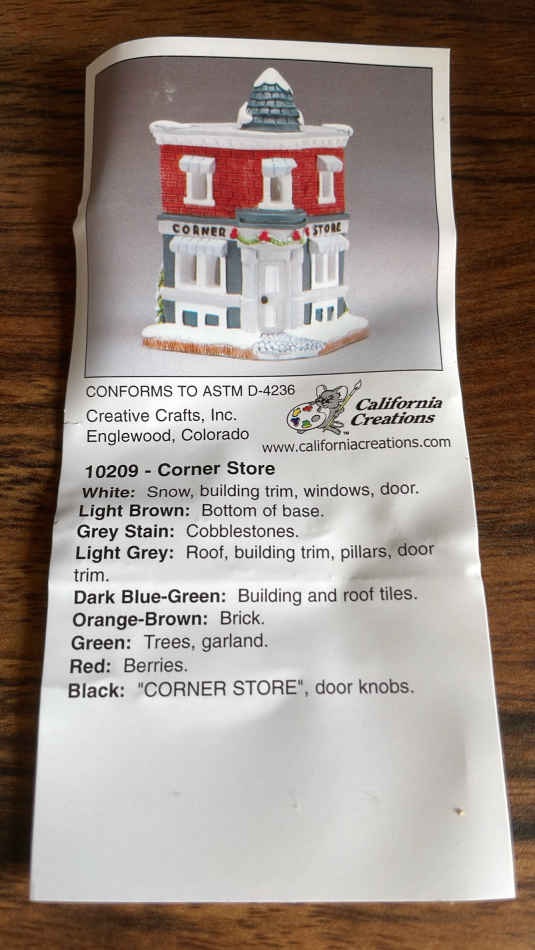 CORNER STORE
CONFORMS TO ASTM D-4236
Creative Crafts, Inc.
Englewood, Colorado
California
Creations
™
www.californiacreations.com
10209 - Corner Store
White: Snow, building trim, windows, door.
Light Brown: Bottom of base.
Grey Stain: Cobblestones.
Light Grey: Roof, building trim, pillars, door
trim.
Dark Blue-Green: Building and roof tiles.
Orange-Brown: Brick.
Green: Trees, garland.
Red: Berries.
Black: "CORNER STORE", door knobs.